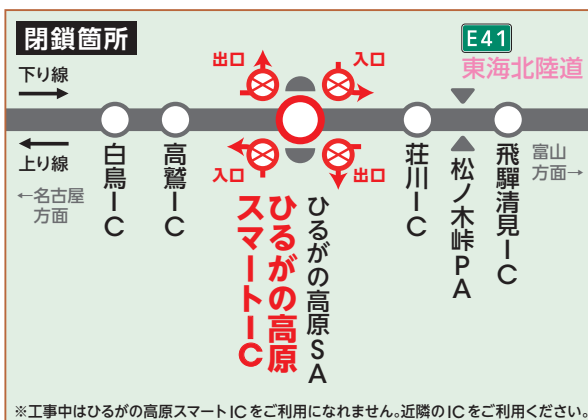 閉鎖箇所
E41
東海北陸道
下り線
出口
入口
上り線
入口
出口
←名古屋
方面
富山
方面→
白鳥IC
高鷲IC
ひるがの高原
スマートIC
ひるがの高原SA
荘川IC
松ノ木峠PA
飛驒清見IC
※工事中はひるがの高原スマートICをご利用になれません。近隣のICをご利用ください。